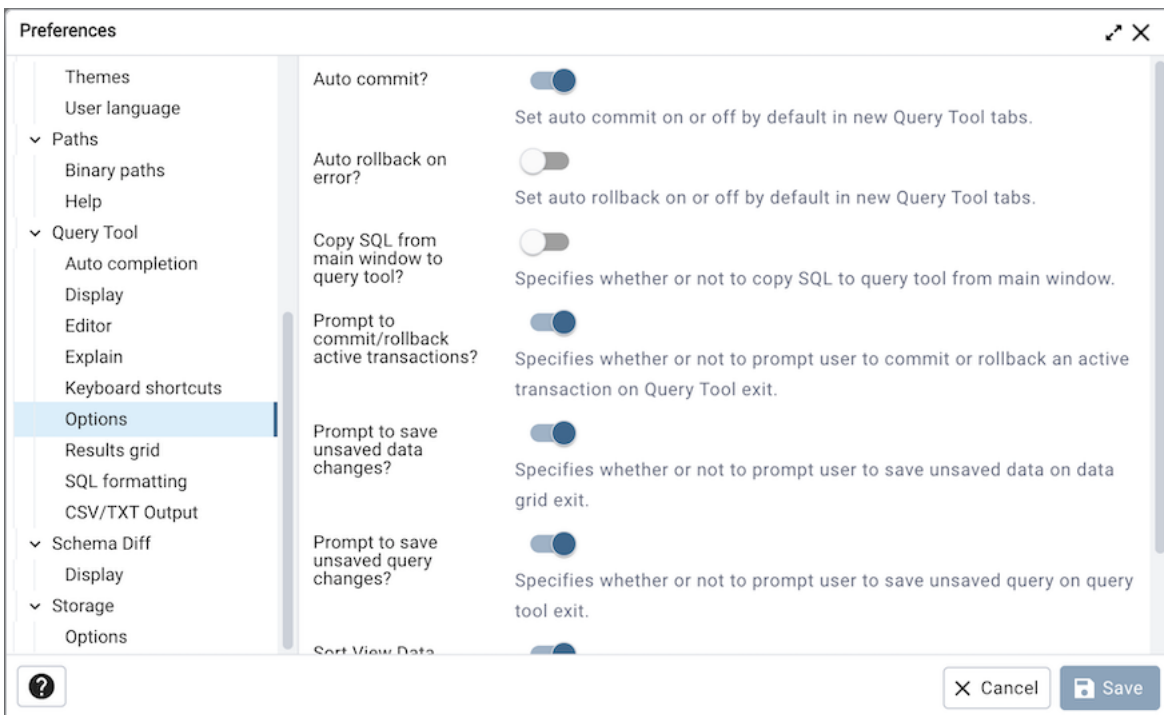 Preferences
Themes
User language
Paths
Binary paths
Help
Query Tool
Auto completion
Display
Editor
Explain
Keyboard shortcuts
Options
Results grid
SQL formatting
CSV/TXT Output
Schema Diff
Display
Storage
Options
Auto commit?
Set auto commit on or off by default in new Query Tool tabs.
Auto rollback on
error?
Set auto rollback on or off by default in new Query Tool tabs.
Copy SQL from
main window to
query tool?
Specifies whether or not to copy SQL to query tool from main window.
Prompt to
commit/rollback
active transactions?
Specifies whether or not to prompt user to commit or rollback an active
transaction on Query Tool exit.
Prompt to save
unsaved data
changes?
Specifies whether or not to prompt user to save unsaved data on data
grid exit.
Prompt to save
unsaved query
changes?
Specifies whether or not to prompt user to save unsaved query on query
tool exit.
Sort View Data
Cancel
Save